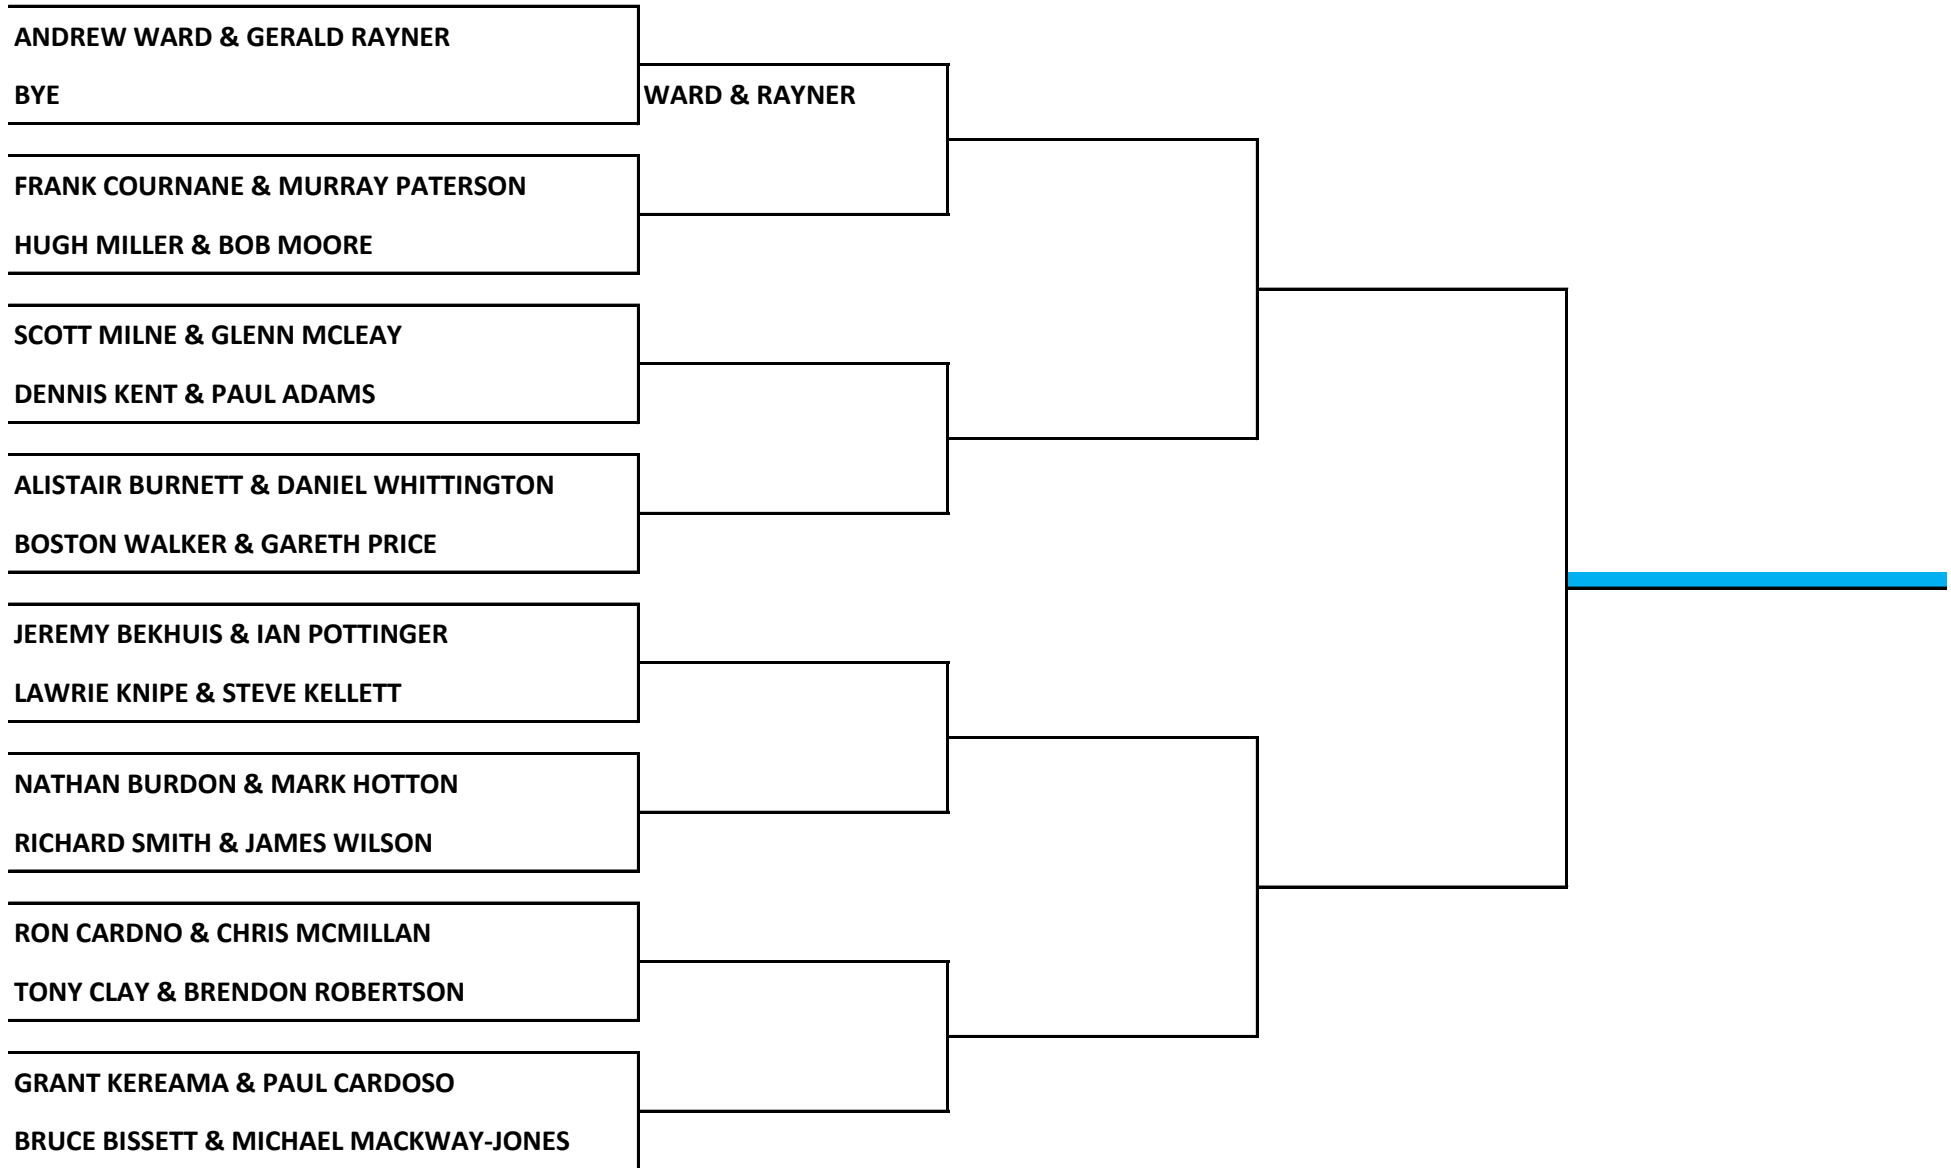 ANDREW WARD & GERALD RAYNER
BYE
WARD & RAYNER
FRANK COURNANE & MURRAY PATERSON
HUGH MILLER & BOB MOORE
SCOTT MILNE & GLENN MCLEAY
DENNIS KENT & PAUL ADAMS
ALISTAIR BURNETT & DANIEL WHITTINGTON
BOSTON WALKER & GARETH PRICE
JEREMY BEKHUIS & IAN POTTINGER
LAWRIE KNIPE & STEVE KELLETT
NATHAN BURDON & MARK HOTTON
RICHARD SMITH & JAMES WILSON
RON CARDNO & CHRIS MCMILLAN
TONY CLAY & BRENDON ROBERTSON
GRANT KEREAMA & PAUL CARDOSO
BRUCE BISSETT & MICHAEL MACKWAY-JONES